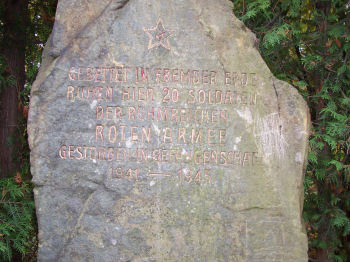 GEBETTET IN FREMDER ERDE
RUHEN HIER 20 SOLDATEN
DER RUHMREICHEN
ROTEN ARMEE
GESTORBEN IN GEFANGENSCHAFT
1941 — 1945